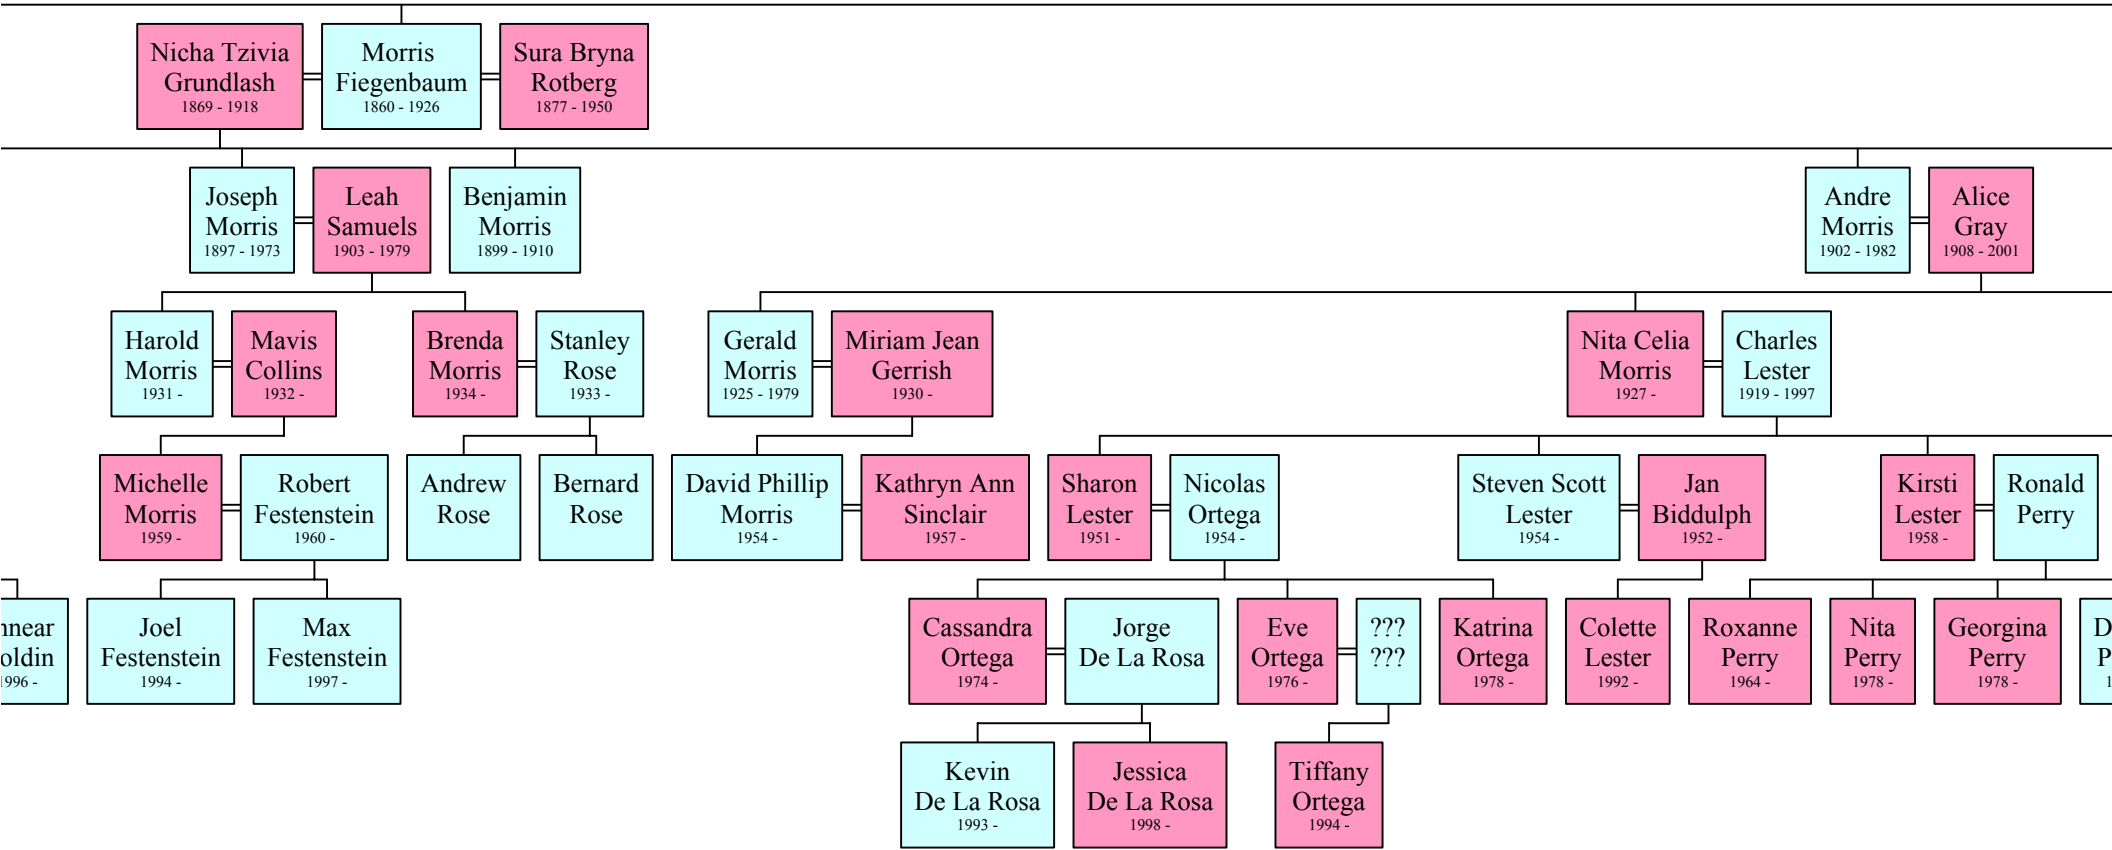 Nicha Tzivia
Grundlash
1869 - 1918
Morris
Fiegenbaum
1860 - 1926
Sura Bryna
Rotberg
1877 - 1950
Joseph
Morris
1897 - 1973
Leah
Samuels
1903 - 1979
Benjamin
Morris
1899 - 1910
Andre
Morris
1902 - 1982
Alice
Gray
1908 - 2001
Harold
Morris
1931 -
Mavis
Collins
1932 -
Brenda
Morris
1934 -
Stanley
Rose
1933 -
Gerald
Morris
1925 - 1979
Miriam Jean
Gerrish
1930 -
Nita Celia
Morris
1927 -
Charles
Lester
1919 - 1997
Michelle
Morris
1959 -
Robert
Festenstein
1960 -
Andrew
Rose
Bernard
Rose
David Phillip
Morris
1954 -
Kathryn Ann
Sinclair
1957 -
Sharon
Lester
1951 -
Nicolas
Ortega
1954 -
Steven Scott
Lester
1954 -
Jan
Biddulph
1952 -
Kirsti
Lester
1958 -
Ronald
Perry
nnear
oldin
1996 -
Joel
Festenstein
1994 -
Max
Festenstein
1997 -
Cassandra
Ortega
1974 -
Jorge
De La Rosa
Eve
Ortega
1976 -
???
???
Katrina
Ortega
1978 -
Colette
Lester
1992 -
Roxanne
Perry
1964 -
Nita
Perry
1978 -
Georgina
Perry
1978 -
D
P
1
Kevin
De La Rosa
1993 -
Jessica
De La Rosa
1998 -
Tiffany
Ortega
1994 -